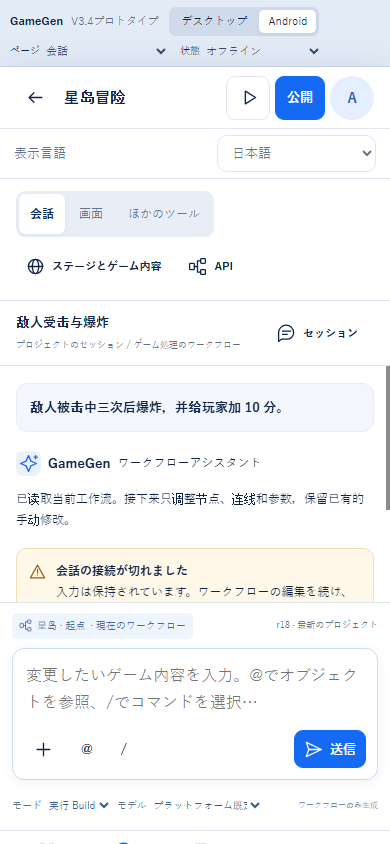 GameGen V3.4プロトタイプ デスクトップ Android
ページ 会話 状態 オフライン
星岛冒险 公開 A
表示言語 日本語
会話 画面 ほかのツール
ステージとゲーム内容 API
敌人受击与爆炸
プロジェクトのセッション / ゲーム処理のワークフロー
セッション
敌人被击中三次后爆炸，并给玩家加 10 分。
GameGen ワークフローアシスタント
已读取当前工作流。接下来只调整节点、连线和参数，保留已有的
手动修改。
会話の接続が切れました
入力は保持されています。ワークフローの編集を続け、
星岛 · 起点 · 現在のワークフロー r18 · 最新のプロジェクト
変更したいゲーム内容を入力。@でオブジェク
トを参照、/でコマンドを選択…
@ / 送信
モード 実行 Build モデル プラットフォーム既 ワークフローのみ生成